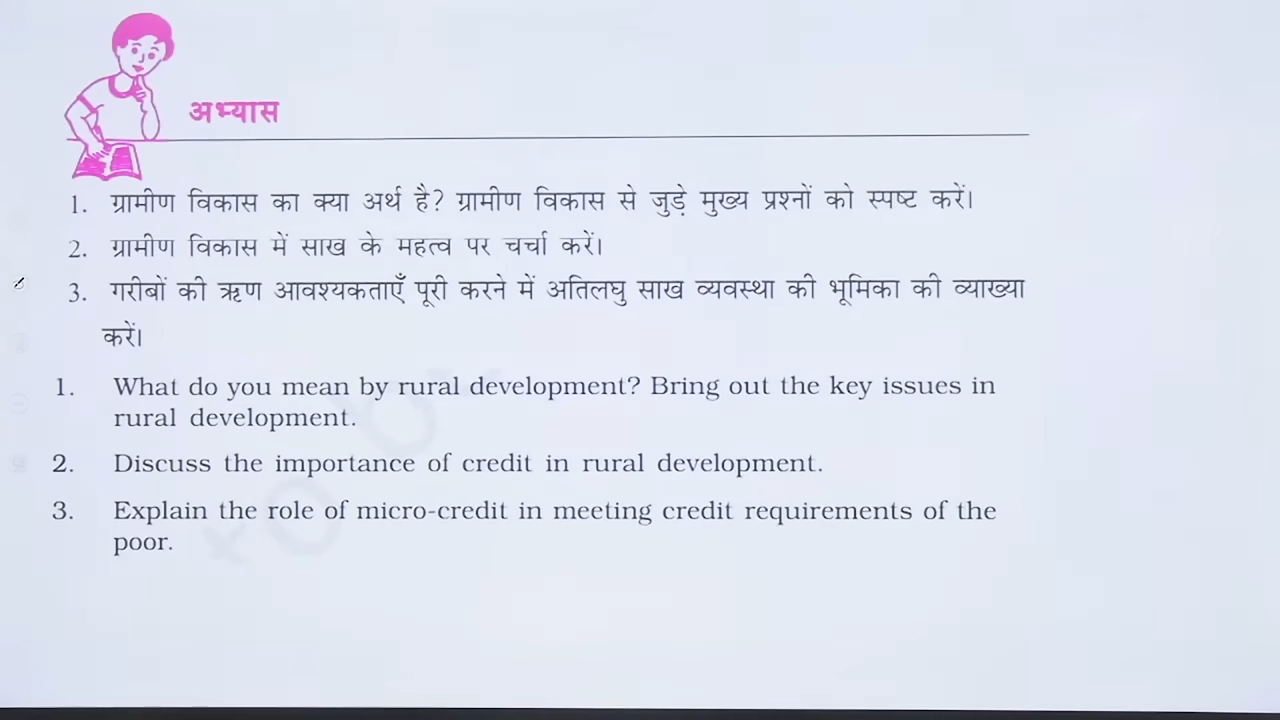 अभ्यास
1. ग्रामीण विकास का क्या अर्थ है? ग्रामीण विकास से जुड़े मुख्य प्रश्नों को स्पष्ट करें।
2. ग्रामीण विकास में साख के महत्व पर चर्चा करें।
3. गरीबों की ऋण आवश्यकताएँ पूरी करने में अतिलघु साख व्यवस्था की भूमिका की व्याख्या
करें।
1. What do you mean by rural development? Bring out the key issues in
rural development.
2. Discuss the importance of credit in rural development.
3. Explain the role of micro-credit in meeting credit requirements of the
poor.